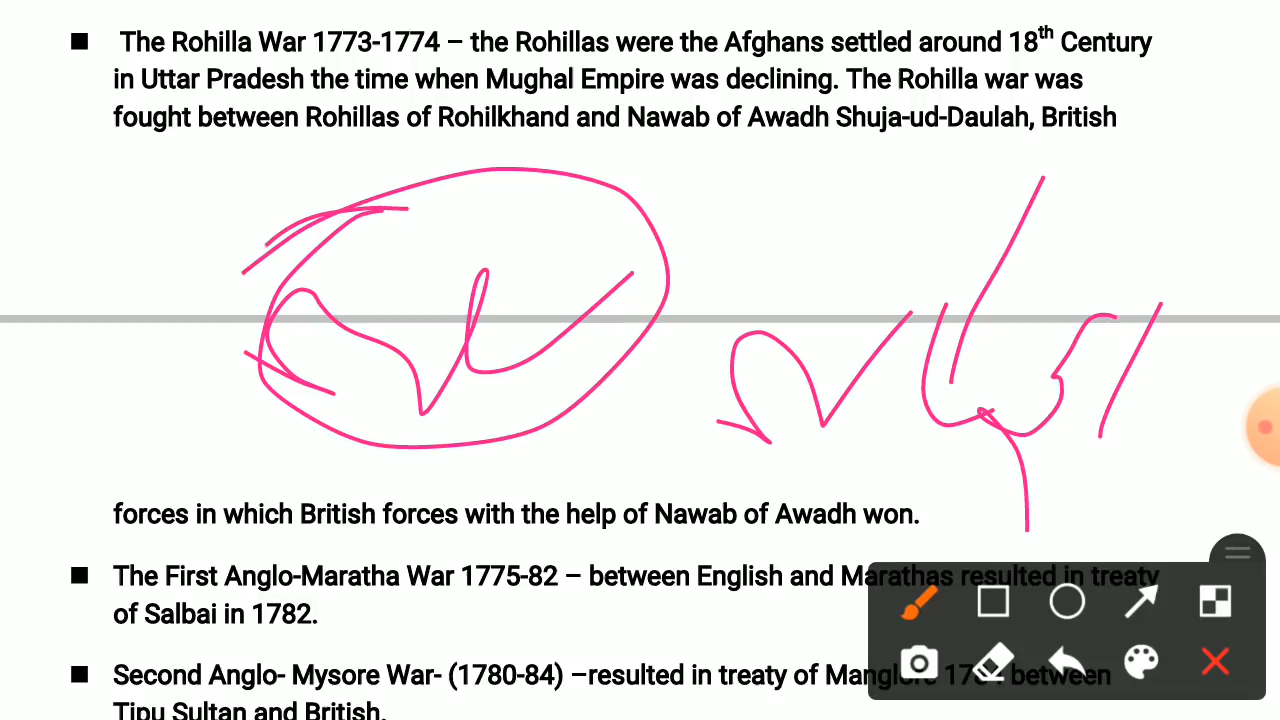 ■ The Rohilla War 1773-1774 – the Rohillas were the Afghans settled around 18th Century
in Uttar Pradesh the time when Mughal Empire was declining. The Rohilla war was
fought between Rohillas of Rohilkhand and Nawab of Awadh Shuja-ud-Daulah, British
forces in which British forces with the help of Nawab of Awadh won.
■ The First Anglo-Maratha War 1775-82 – between English and Marathas resulted in treaty
of Salbai in 1782.
■ Second Anglo- Mysore War- (1780-84) –resulted in treaty of Manglore between
Tipu Sultan and British.